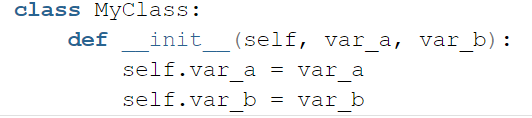 class MyClass:
    def __init__(self, var_a, var_b):
        self.var_a = var_a
        self.var_b = var_b